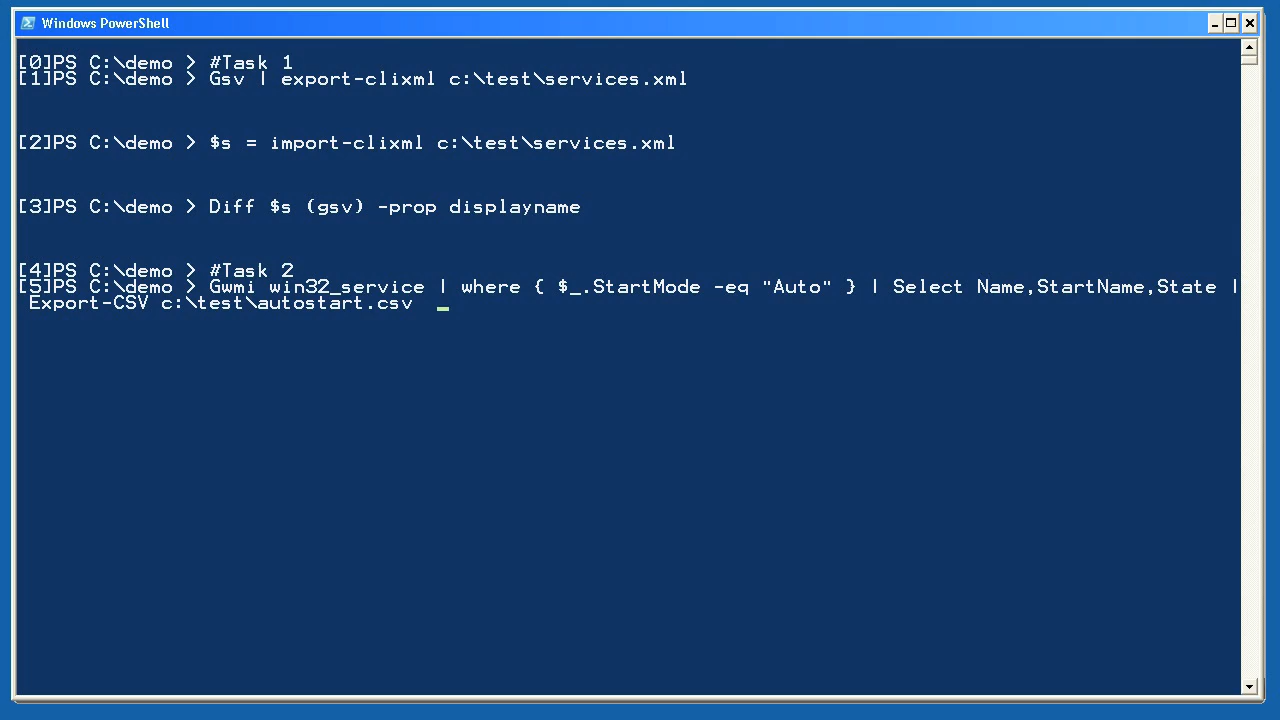 Windows PowerShell
[0]PS C:\demo > #Task 1
[1]PS C:\demo > Gsv | export-clixml c:\test\services.xml
[2]PS C:\demo > $s = import-clixml c:\test\services.xml
[3]PS C:\demo > Diff $s (gsv) -prop displayname
[4]PS C:\demo > #Task 2
[5]PS C:\demo > Gwmi win32_service | where { $_.StartMode -eq "Auto" } | Select Name,StartName,State |
Export-CSV c:\test\autostart.csv